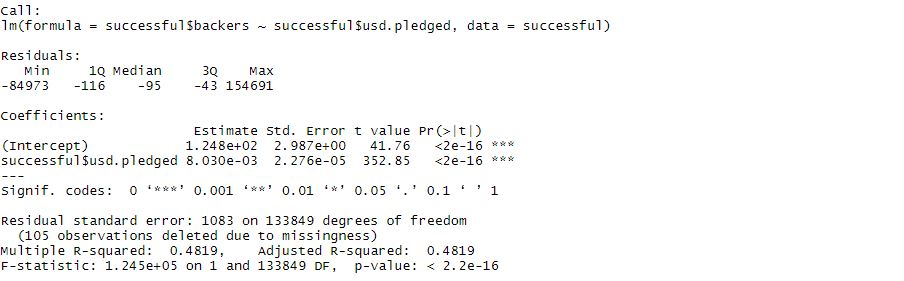 Call:
lm(formula = successful$backers ~ successful$usd.pledged, data = successful)
Residuals:
Min 1Q Median 3Q Max
-84973 -116 -95 -43 154691
Coefficients:
Estimate Std. Error t value Pr(>|t|)
(Intercept) 1.248e+02 2.987e+00 41.76 <2e-16 ***
successful$usd.pledged 8.030e-03 2.276e-05 352.85 <2e-16 ***
---
Signif. codes: 0 ‘***’ 0.001 ‘**’ 0.01 ‘*’ 0.05 ‘.’ 0.1 ‘ ’ 1
Residual standard error: 1083 on 133849 degrees of freedom
(105 observations deleted due to missingness)
Multiple R-squared: 0.4819, Adjusted R-squared: 0.4819
F-statistic: 1.245e+05 on 1 and 133849 DF, p-value: < 2.2e-16